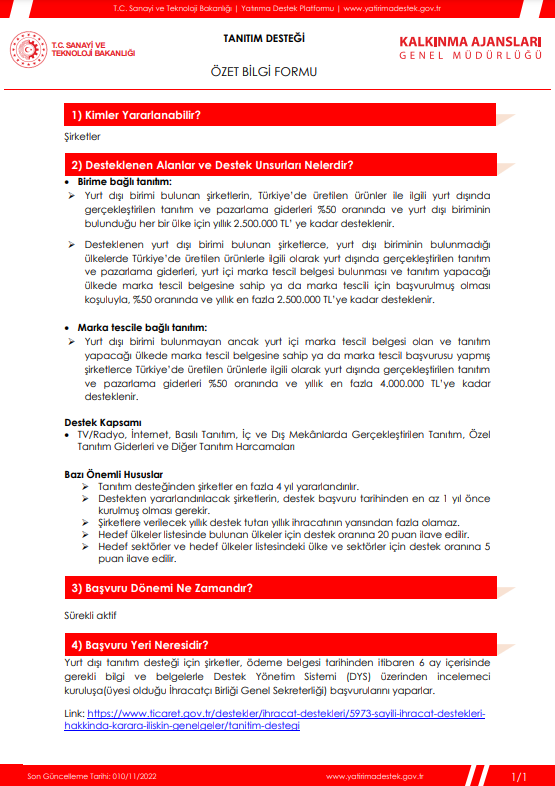 T.C. Sanayi ve Teknoloji Bakanlığı | Yatırıma Destek Platformu | www.yatirimadestek.gov.tr
T.C. SANAYİ VE
TEKNOLOJİ BAKANLIĞI
TANITIM DESTEĞİ
ÖZET BİLGİ FORMU
KALKINMA AJANSLARI
GENEL MÜDÜRLÜĞÜ
1) Kimler Yararlanabilir?
Şirketler
2) Desteklenen Alanlar ve Destek Unsurları Nelerdir?
• Birime bağlı tanıtım:
➢ Yurt dışı birimi bulunan şirketlerin, Türkiye’de üretilen ürünler ile ilgili yurt dışında
gerçekleştirilen tanıtım ve pazarlama giderleri %50 oranında ve yurt dışı biriminin
bulunduğu her bir ülke için yıllık 2.500.000 TL’ ye kadar desteklenir.
➢ Desteklenen yurt dışı birimi bulunan şirketlerce, yurt dışı biriminin bulunmadığı
ülkelerde Türkiye’de üretilen ürünlerle ilgili olarak yurt dışında gerçekleştirilen tanıtım
ve pazarlama giderleri, yurt içi marka tescil belgesi bulunması ve tanıtım yapacağı
ülkede marka tescil belgesine sahip ya da marka tescili için başvurulmuş olması
koşuluyla, %50 oranında ve yıllık en fazla 2.500.000 TL’ye kadar desteklenir.
• Marka tescile bağlı tanıtım:
➢ Yurt dışı birimi bulunmayan ancak yurt içi marka tescil belgesi olan ve tanıtım
yapacağı ülkede marka tescil belgesine sahip ya da marka tescil başvurusu yapmış
şirketlerce Türkiye’de üretilen ürünlerle ilgili olarak yurt dışında gerçekleştirilen tanıtım
ve pazarlama giderleri %50 oranında ve yıllık en fazla 4.000.000 TL’ye kadar
desteklenir.
Destek Kapsamı
• TV/Radyo, İnternet, Basılı Tanıtım, İç ve Dış Mekânlarda Gerçekleştirilen Tanıtım, Özel
Tanıtım Giderleri ve Diğer Tanıtım Harcamaları
Bazı Önemli Hususlar
➢ Tanıtım desteğinden şirketler en fazla 4 yıl yararlandırılır.
➢ Destekten yararlandırılacak şirketlerin, destek başvuru tarihinden en az 1 yıl önce
kurulmuş olması gerekir.
➢ Şirketlere verilecek yıllık destek tutarı yıllık ihracatının yarısından fazla olamaz.
➢ Hedef ülkeler listesinde bulunan ülkeler için destek oranına 20 puan ilave edilir.
➢ Hedef sektörler ve hedef ülkeler listesindeki ülke ve sektörler için destek oranına 5
puan ilave edilir.
3) Başvuru Dönemi Ne Zamandır?
Sürekli aktif
4) Başvuru Yeri Neresidir?
Yurt dışı tanıtım desteği için şirketler, ödeme belgesi tarihinden itibaren 6 ay içerisinde
gerekli bilgi ve belgelerle Destek Yönetim Sistemi (DYS) üzerinden incelemeci
kuruluşa(üyesi olduğu İhracatçı Birliği Genel Sekreterliği) başvurularını yaparlar.
Link: https://www.ticaret.gov.tr/destekler/ihracat-destekleri/5973-sayili-ihracat-destekleri-
hakkinda-karara-iliskin-genelgeler/tanitim-destegi
Son Güncelleme Tarihi: 010/11/2022
www.yatirimadestek.gov.tr
1/1